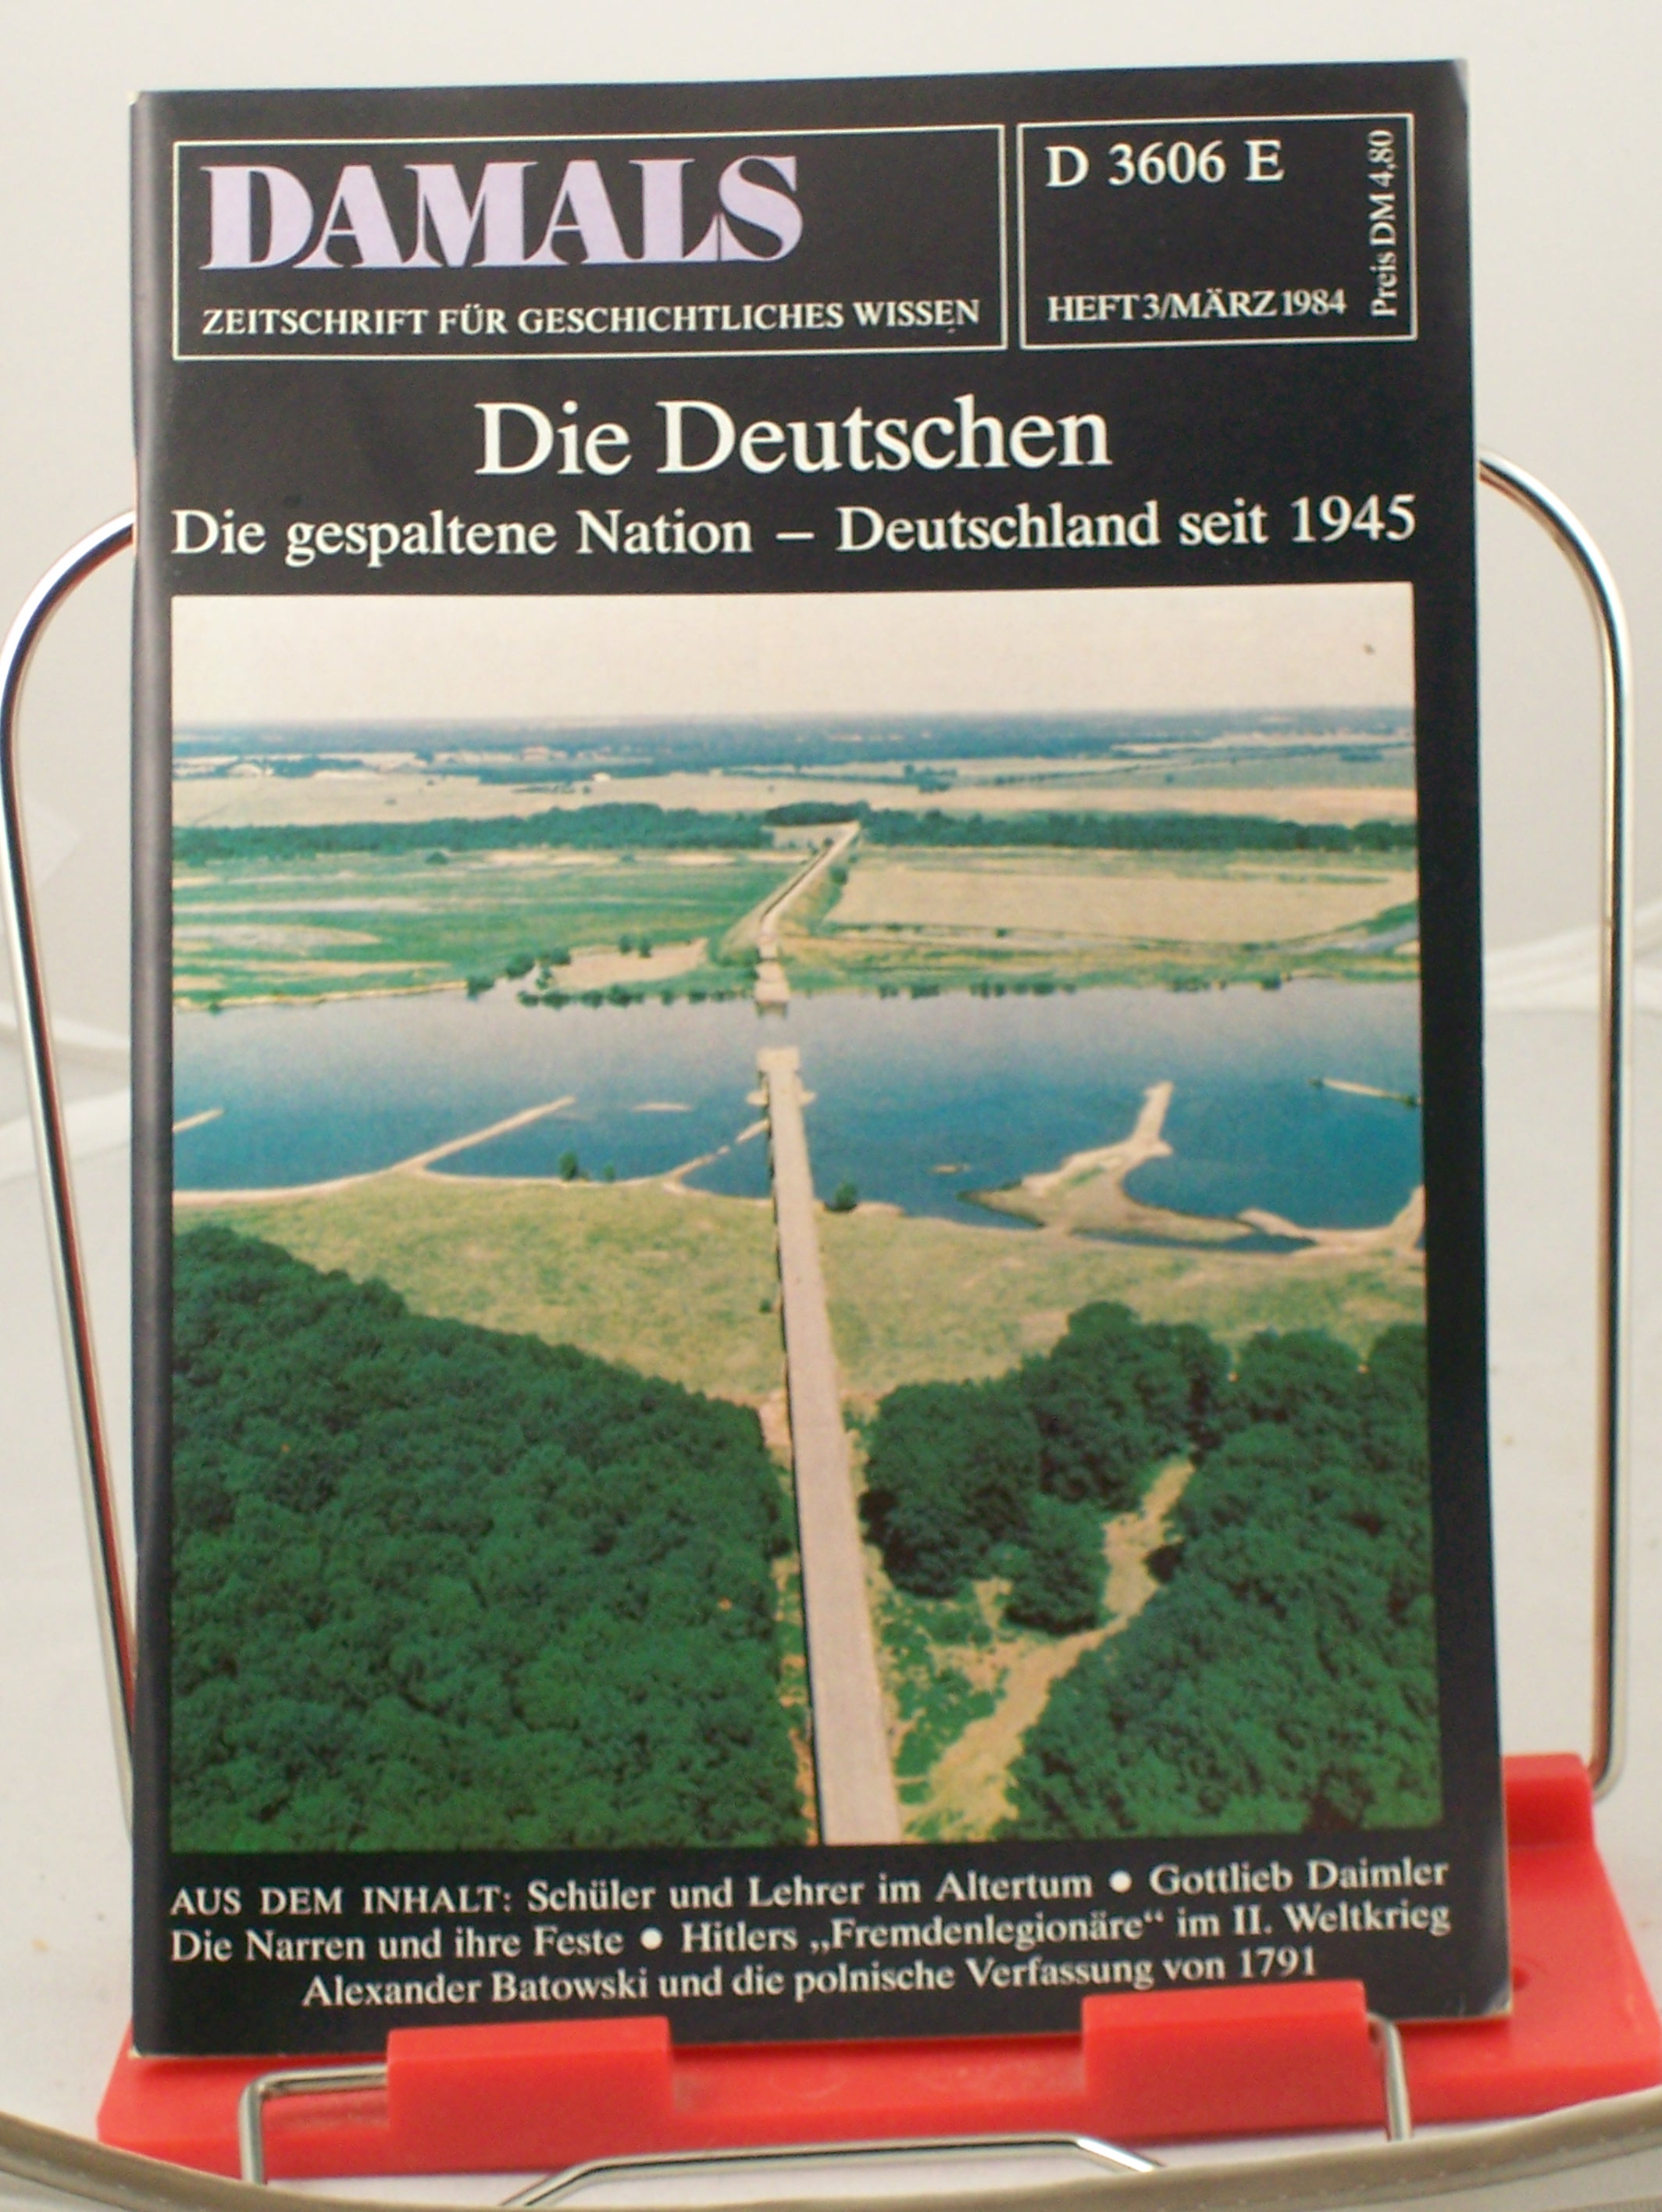 DAMALS
ZEITSCHRIFT FÜR GESCHICHTLICHES WISSEN
D 3606 E
HEFT 3/MÄRZ 1984
Preis DM 4,80
Die Deutschen
Die gespaltene Nation – Deutschland seit 1945
AUS DEM INHALT: Schüler und Lehrer im Altertum ● Gottlieb Daimler
Die Narren und ihre Feste ● Hitlers „Fremdenlegionäre“ im II. Weltkrieg
Alexander Batowski und die polnische Verfassung von 1791